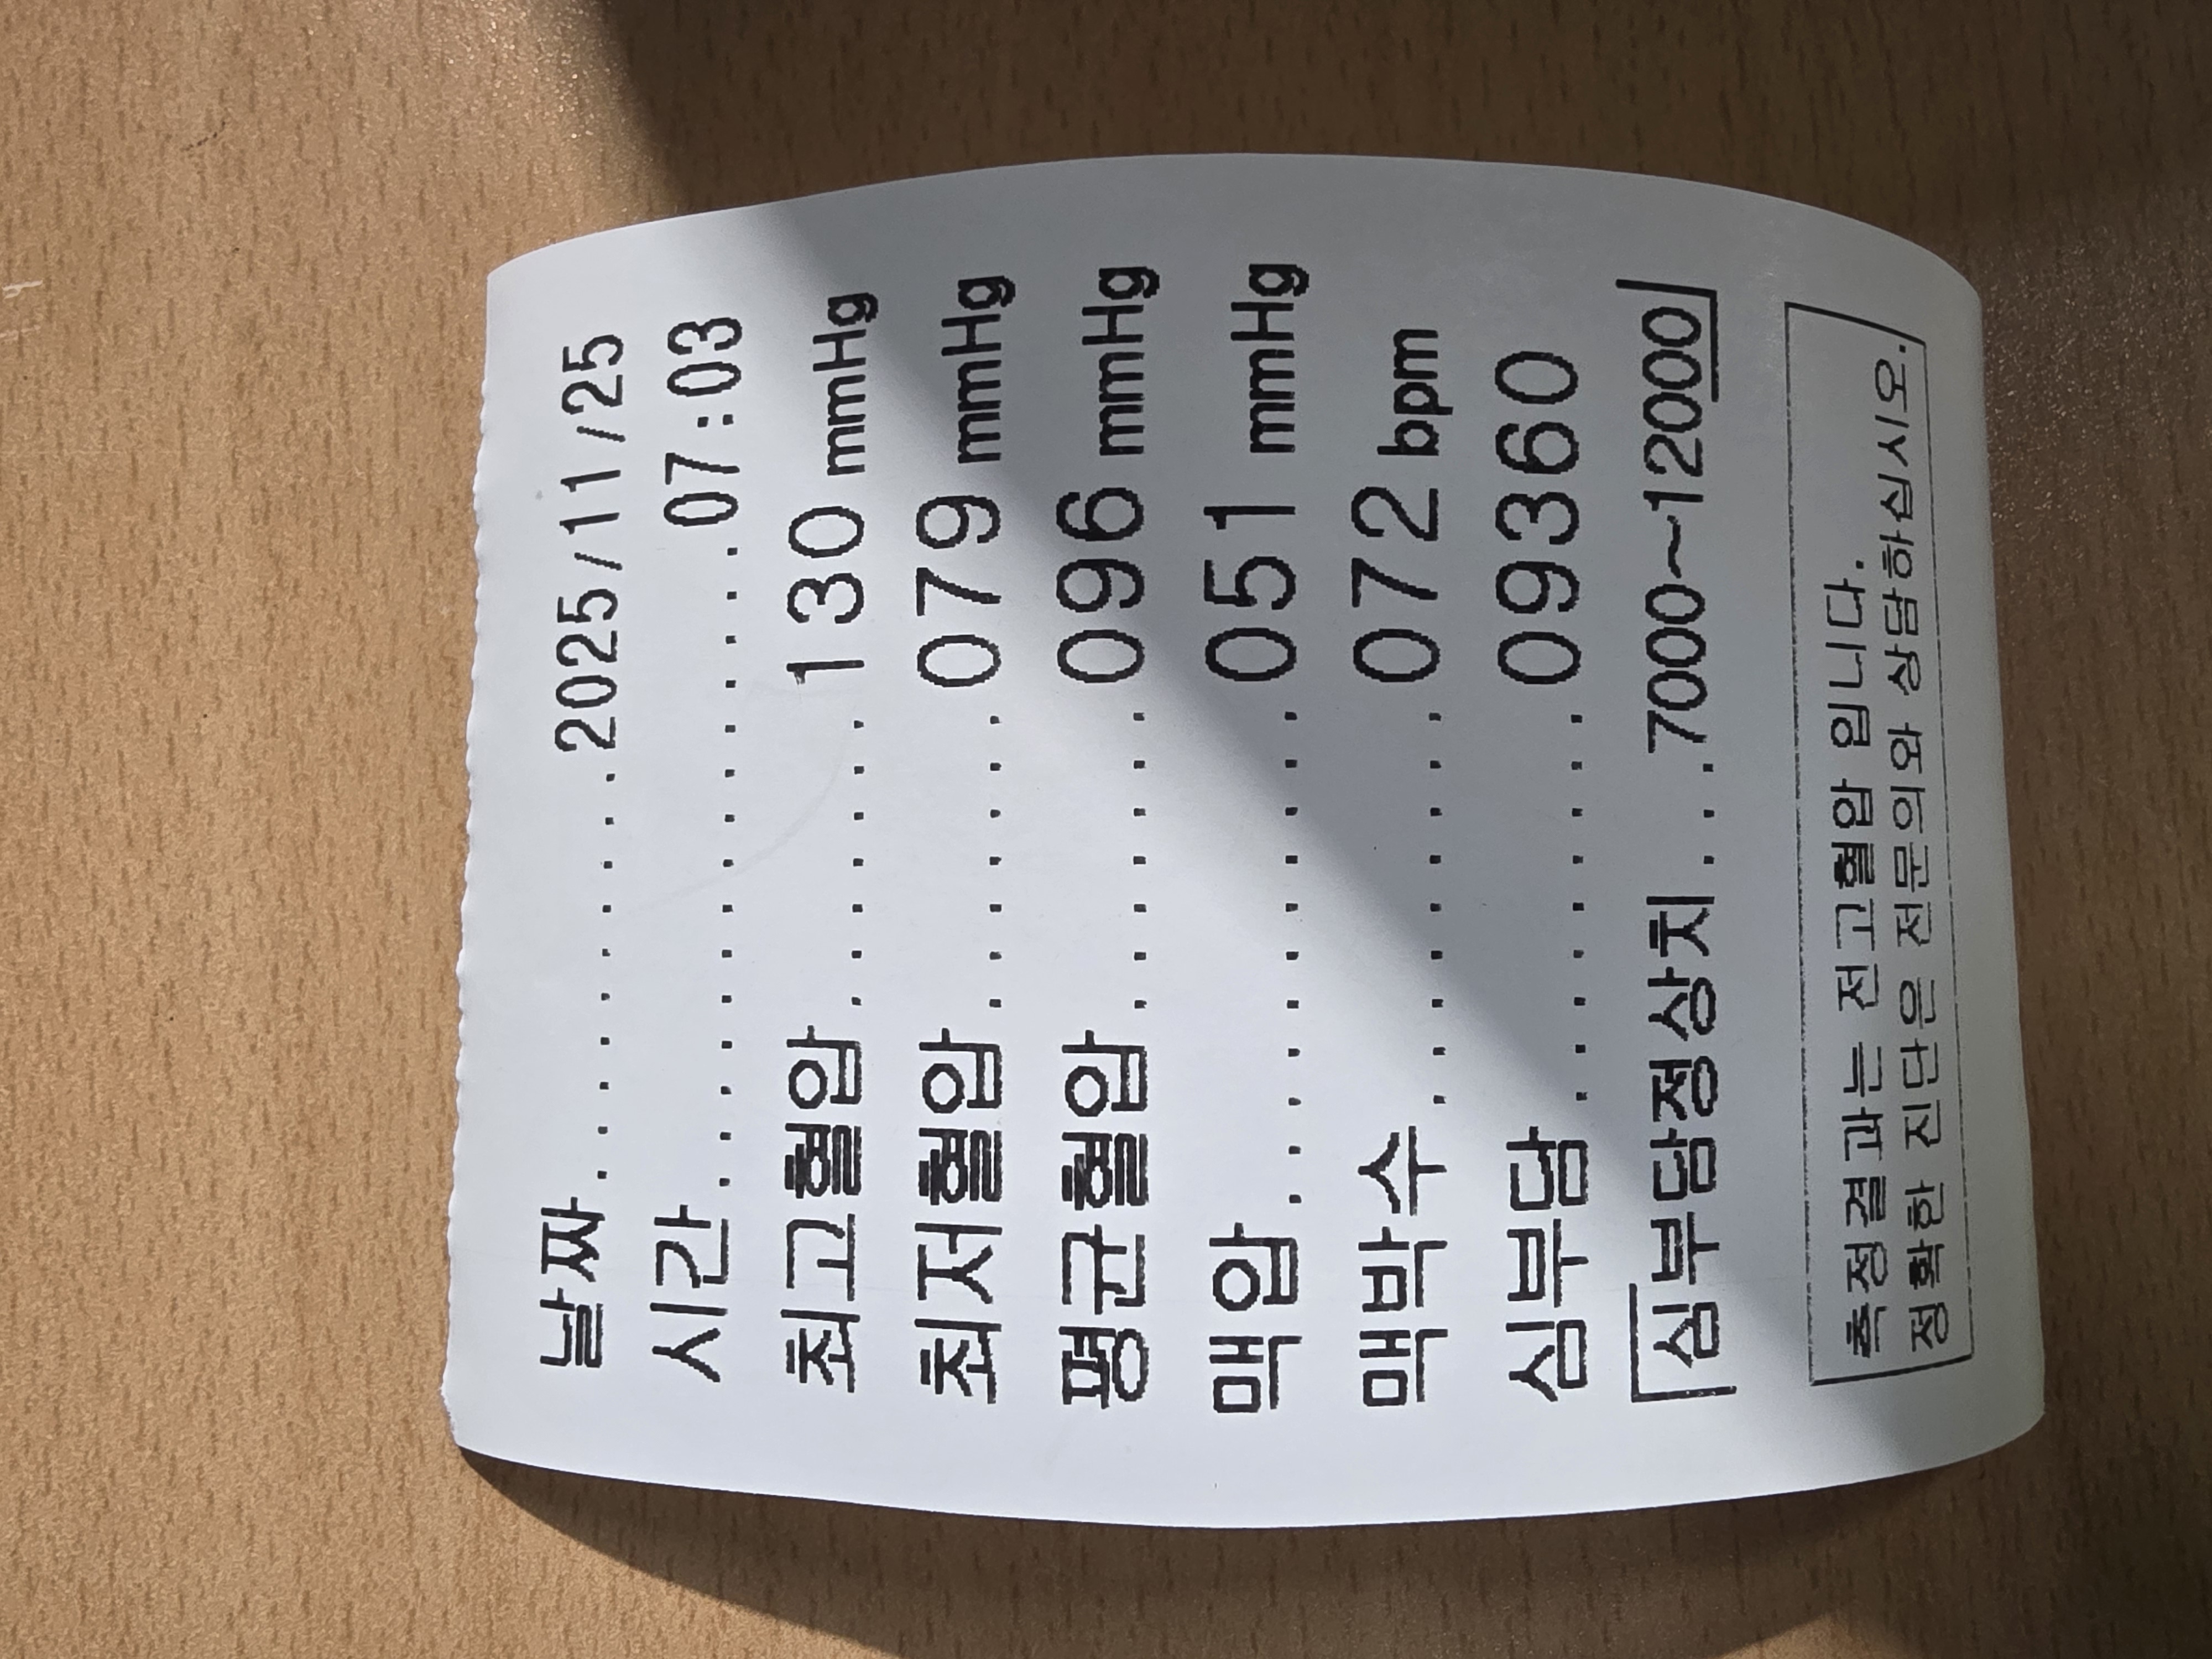 날짜.............2025/11/25
시간.............07:03
최고혈압.......130 mmHg
최저혈압.......079 mmHg
평균혈압.......096 mmHg
맥압...........051 mmHg
맥박수.........072 bpm
심부담.........09360
심부담정상치...7000~12000
측정결과는 전고혈압 입니다.
정확한 진단은 전문의와 상담하십시오.